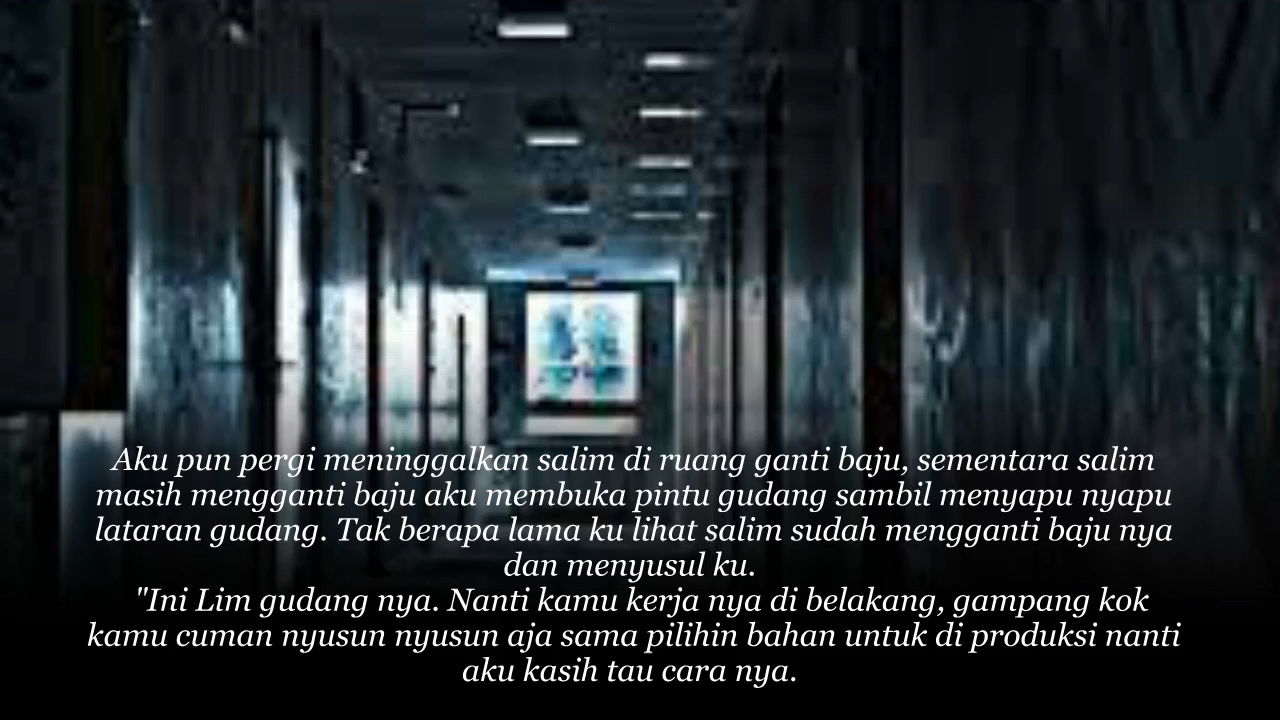 Aku pun pergi meninggalkan salim di ruang ganti baju, sementara salim
masih mengganti baju aku membuka pintu gudang sambil menyapu nyapu
lataran gudang. Tak berapa lama ku lihat salim sudah mengganti baju nya
dan menyusul ku.
"Ini Lim gudang nya. Nanti kamu kerja nya di belakang, gampang kok
kamu cuman nyusun nyusun aja sama pilihin bahan untuk di produksi nanti
aku kasih tau cara nya.